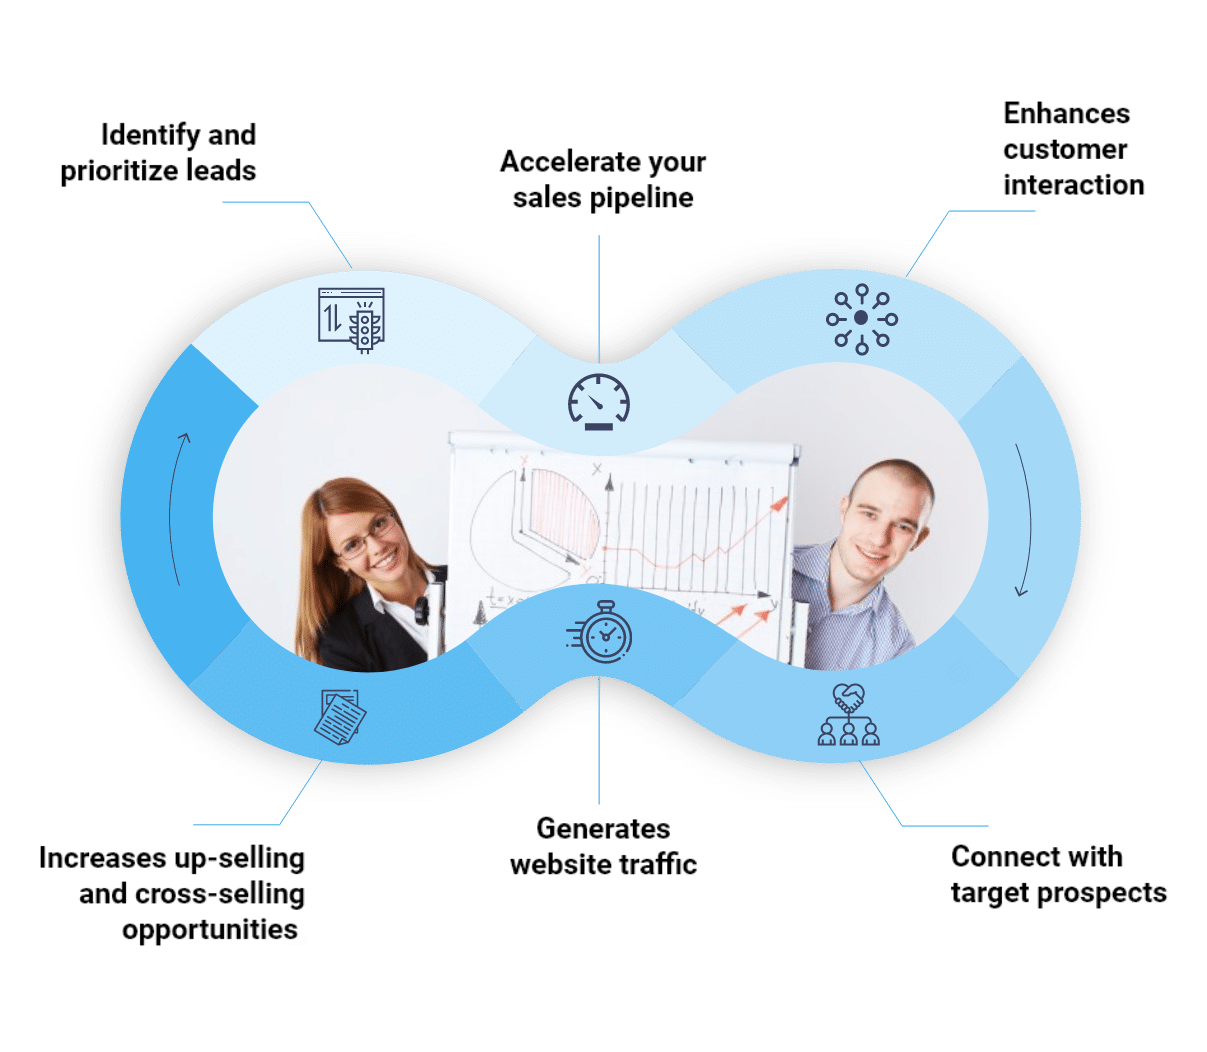 Identify and
prioritize leads
Accelerate your
sales pipeline
Enhances
customer
interaction
X
X
X
y
Increases up-selling
and cross-selling
opportunities
Generates
website traffic
Connect with
target prospects